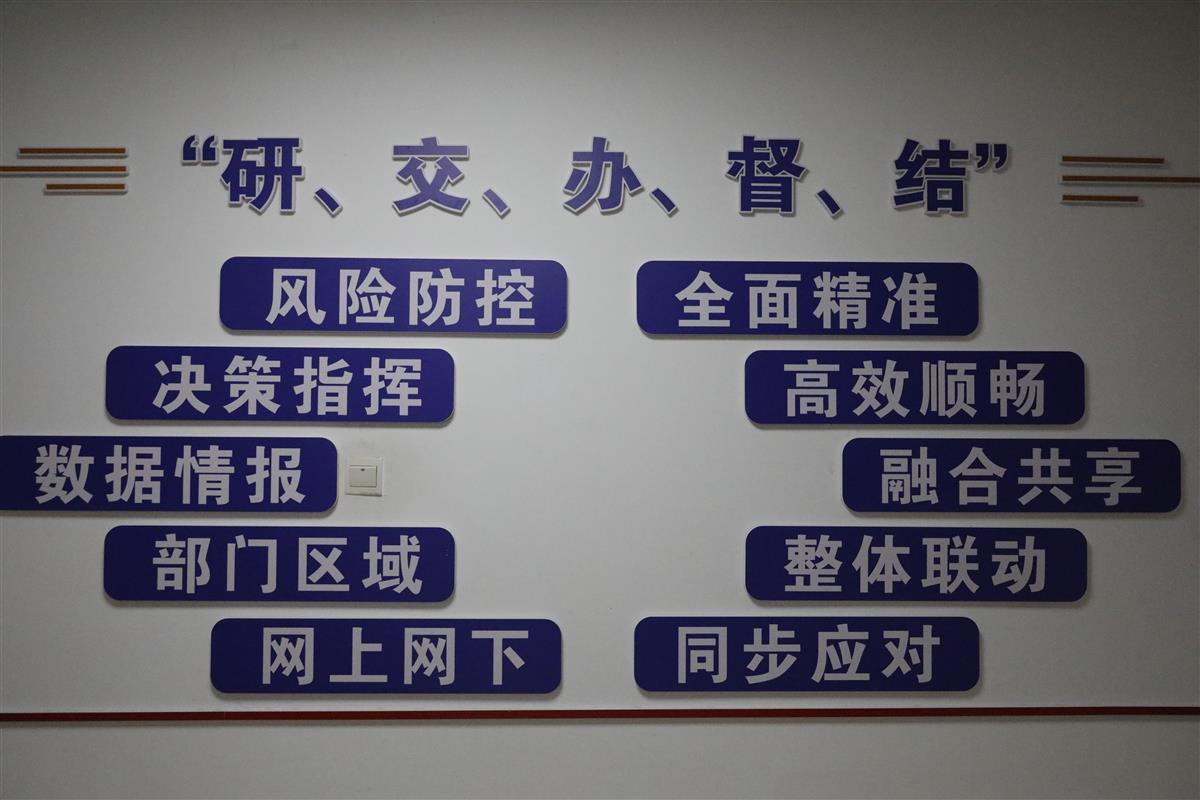 “研、交、办、督、结”
风险防控 全面精准
决策指挥 高效顺畅
数据情报 融合共享
部门区域 整体联动
网上网下 同步应对